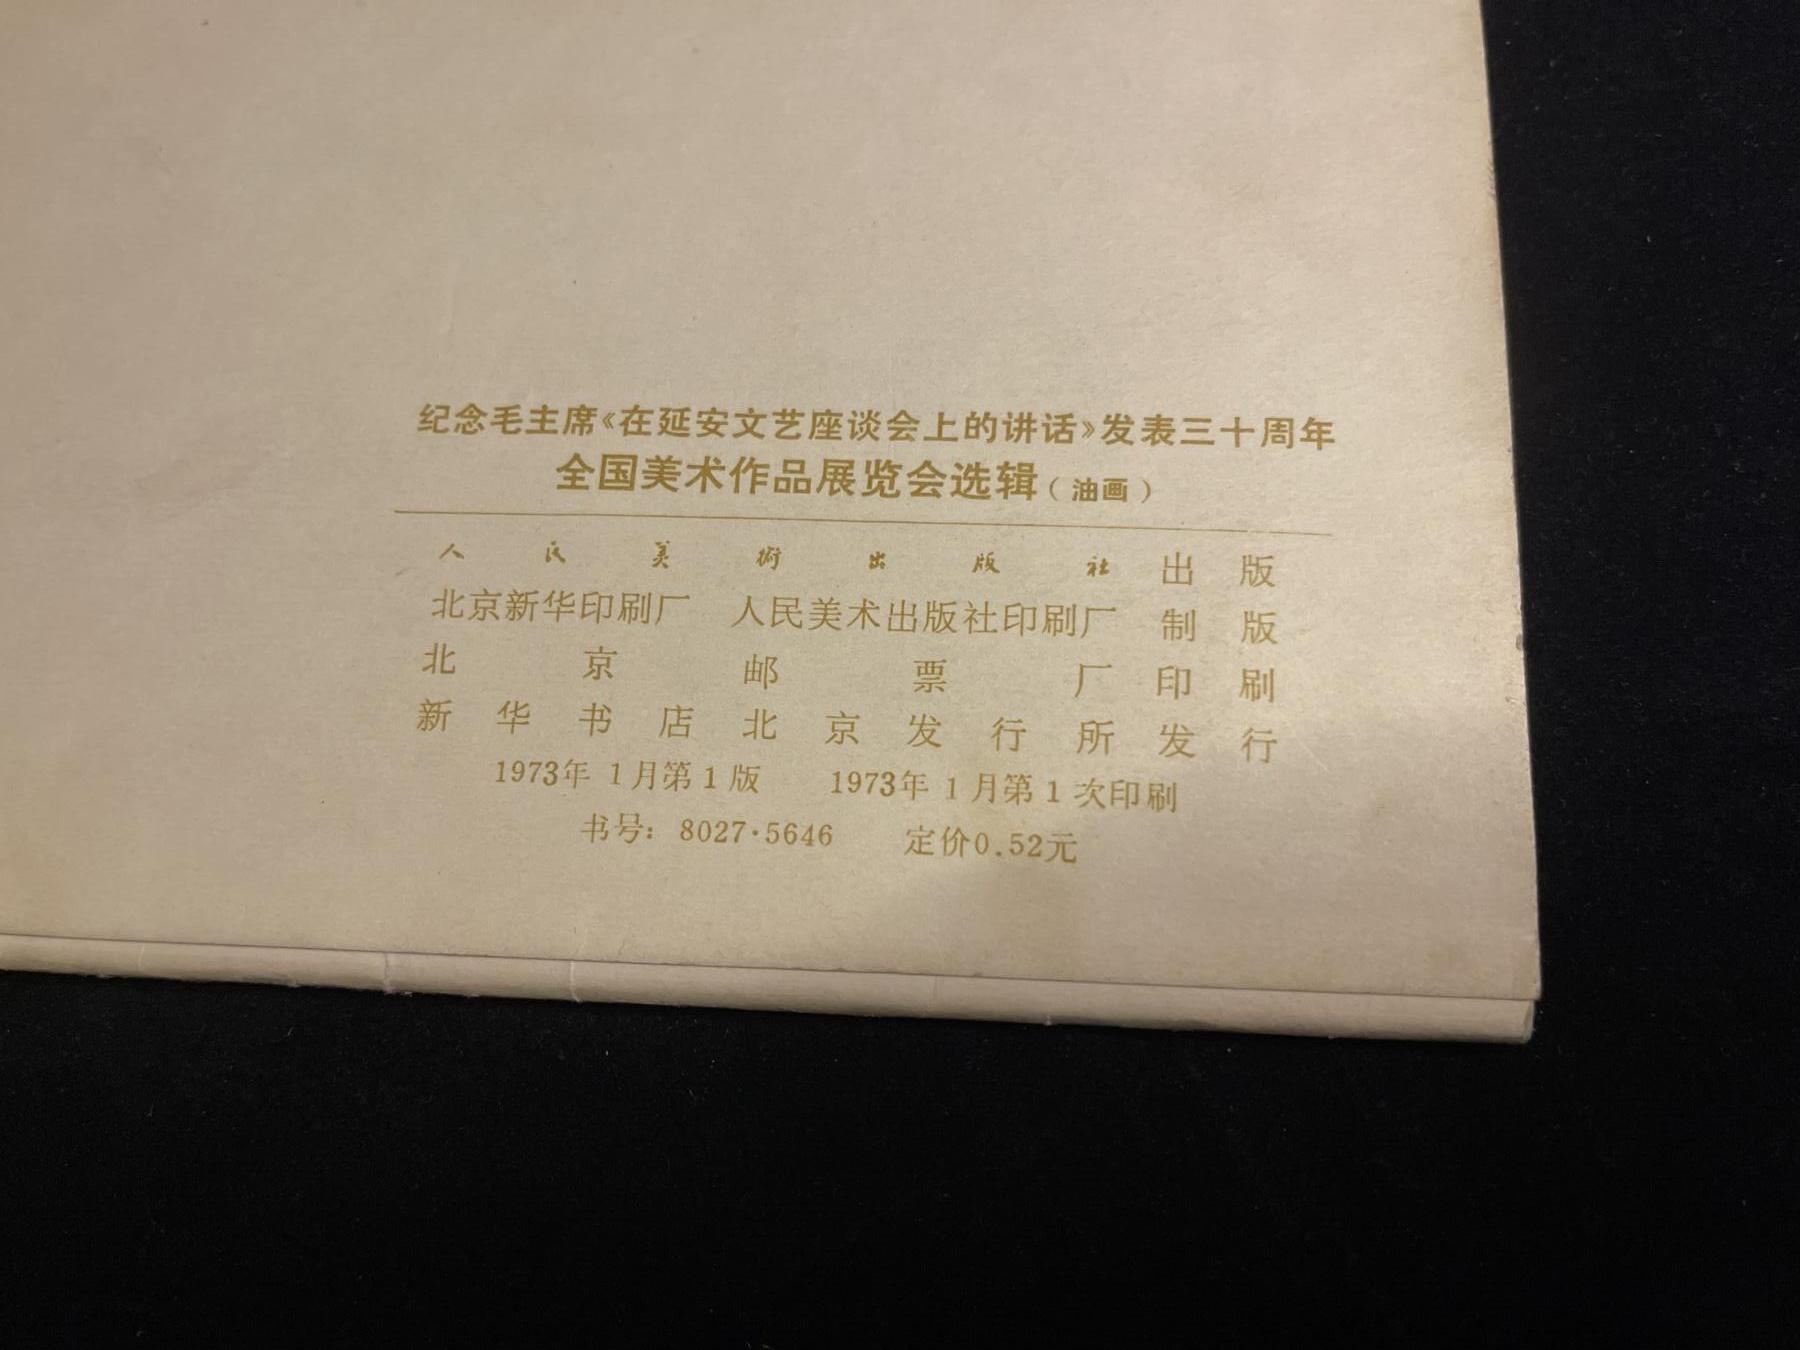 纪念毛主席《在延安文艺座谈会上的讲话》发表三十周年
全国美术作品展览会选辑（油画）
人民美術出版社出版
北京新华印刷厂 人民美术出版社印刷厂 制版
北京邮票厂印刷
新华书店北京发行所发行
1973年1月第1版 1973年1月第1次印刷
书号：8027·5646 定价0.52元